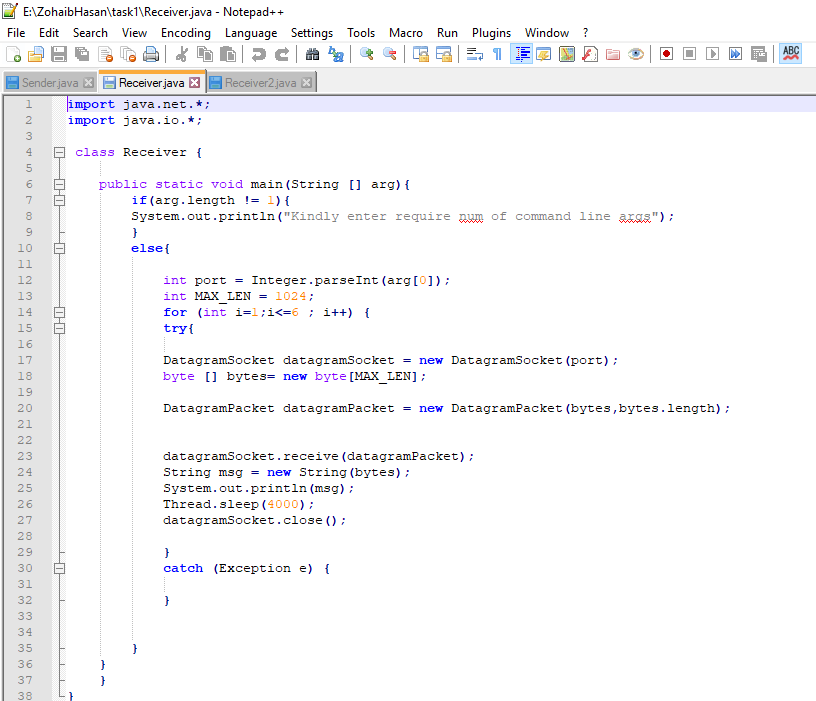 E:\ZohaibHasan\task1\Receiver.java - Notepad++
File Edit Search View Encoding Language Settings Tools Macro Run Plugins Window ?
ABC
Sender.java Receiver.java Receiver2.java
1 import java.net.*;
2 import java.io.*;
3
4 class Receiver {
5
6 public static void main(String [] arg){
7 if(arg.length != 1){
8 System.out.println("Kindly enter require num of command line args");
9 }
10 else{
11
12 int port = Integer.parseInt(arg[0]);
13 int MAX_LEN = 1024;
14 for (int i=1;i<=6 ; i++) {
15 try{
16
17 DatagramSocket datagramSocket = new DatagramSocket(port);
18 byte [] bytes= new byte[MAX_LEN];
19
20 DatagramPacket datagramPacket = new DatagramPacket(bytes,bytes.length);
21
22
23 datagramSocket.receive(datagramPacket);
24 String msg = new String(bytes);
25 System.out.println(msg);
26 Thread.sleep(4000);
27 datagramSocket.close();
28
29 }
30 catch (Exception e) {
31
32 }
33
34
35 }
36 }
37 }
38 }